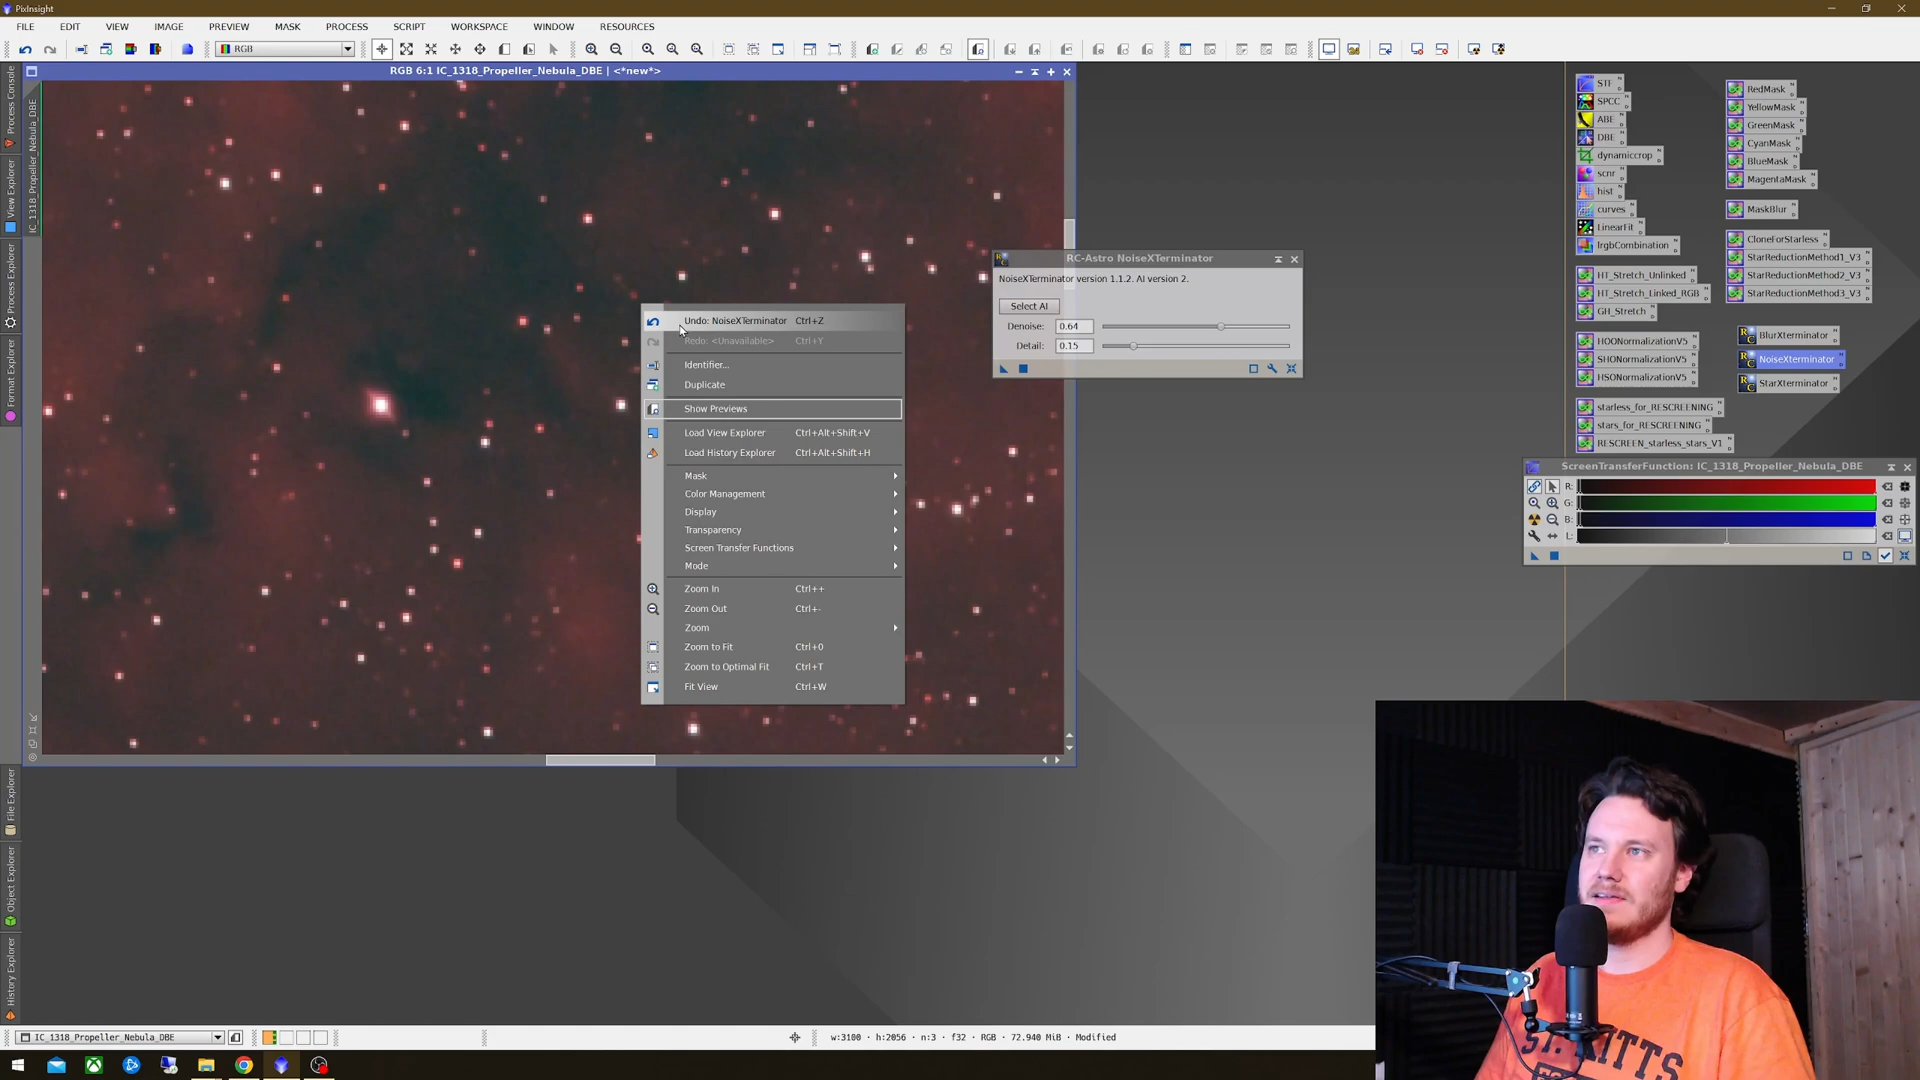 PixInsight
FILE EDIT VIEW IMAGE PREVIEW MASK PROCESS SCRIPT WORKSPACE WINDOW RESOURCES
RGB
RGB 6:1 IC_1318_Propeller_Nebula_DBE | <*new*>
IC_1318_Propeller_Nebula_DBE
Process Console
View Explorer
Process Explorer
Format Explorer
File Explorer
Object Explorer
History Explorer
Undo: NoiseXTerminator Ctrl+Z
Redo: <Unavailable> Ctrl+Y
Identifier...
Duplicate
Show Previews
Load View Explorer Ctrl+Alt+Shift+V
Load History Explorer Ctrl+Alt+Shift+H
Mask
Color Management
Display
Transparency
Screen Transfer Functions
Mode
Zoom In Ctrl++
Zoom Out Ctrl+-
Zoom
Zoom to Fit Ctrl+0
Zoom to Optimal Fit Ctrl+T
Fit View Ctrl+W
RC-Astro NoiseXTerminator
NoiseXTerminator version 1.1.2. AI version 2.
Select AI
Denoise: 0.64
Detail: 0.15
STF
SPCC
ABE
DBE
dynamiccrop
scnr
hist
curves
LinearFit
lrgbCombination
HT_Stretch_Unlinked
HT_Stretch_Linked_RGB
GH_Stretch
HOONormalizationV5
SHONormalizationV5
HSONormalizationV5
starless_for_RESCREENING
stars_for_RESCREENING
RESCREEN_starless_stars_V1
RedMask
YellowMask
GreenMask
CyanMask
BlueMask
MagentaMask
MaskBlur
CloneForStarless
StarReductionMethod1_V3
StarReductionMethod2_V3
StarReductionMethod3_V3
BlurXterminator
NoiseXterminator
StarXterminator
ScreenTransferFunction: IC_1318_Propeller_Nebula_DBE
R:
G:
B:
L:
IC_1318_Propeller_Nebula_DBE
w:3100 · h:2056 · n:3 · f32 · RGB · 72.940 MiB · Modified
ST. KITTS